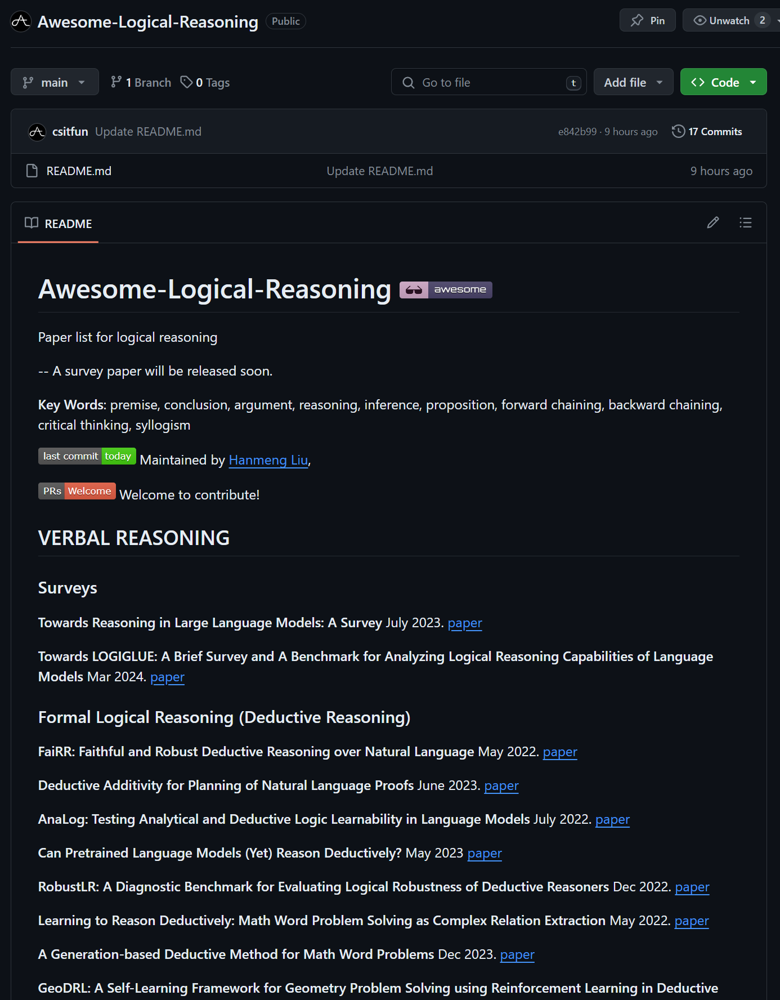 Awesome-Logical-Reasoning Public Pin Unwatch 2
main 1 Branch 0 Tags Go to file t Add file Code
csitfun Update README.md e842b99 · 9 hours ago 17 Commits
README.md Update README.md 9 hours ago
README
Awesome-Logical-Reasoning awesome
Paper list for logical reasoning
-- A survey paper will be released soon.
Key Words: premise, conclusion, argument, reasoning, inference, proposition, forward chaining, backward chaining,
critical thinking, syllogism
last commit today Maintained by Hanmeng Liu,
PRs Welcome Welcome to contribute!
VERBAL REASONING
Surveys
Towards Reasoning in Large Language Models: A Survey July 2023. paper
Towards LOGIGLUE: A Brief Survey and A Benchmark for Analyzing Logical Reasoning Capabilities of Language
Models Mar 2024. paper
Formal Logical Reasoning (Deductive Reasoning)
FaiRR: Faithful and Robust Deductive Reasoning over Natural Language May 2022. paper
Deductive Additivity for Planning of Natural Language Proofs June 2023. paper
AnaLog: Testing Analytical and Deductive Logic Learnability in Language Models July 2022. paper
Can Pretrained Language Models (Yet) Reason Deductively? May 2023 paper
RobustLR: A Diagnostic Benchmark for Evaluating Logical Robustness of Deductive Reasoners Dec 2022. paper
Learning to Reason Deductively: Math Word Problem Solving as Complex Relation Extraction May 2022. paper
A Generation-based Deductive Method for Math Word Problems Dec 2023. paper
GeoDRL: A Self-Learning Framework for Geometry Problem Solving using Reinforcement Learning in Deductive